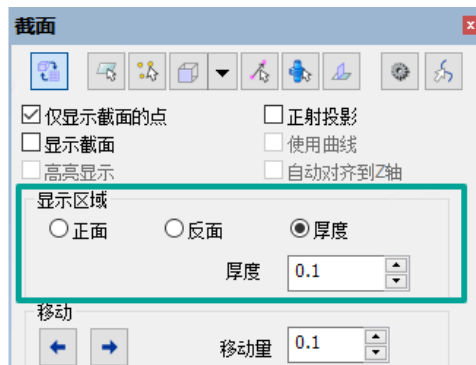 截面
仅显示截面的点 正射投影
显示截面 使用曲线
高亮显示 自动对齐到Z轴
显示区域
正面 反面 厚度
厚度 0.1
移动
移动量 0.1